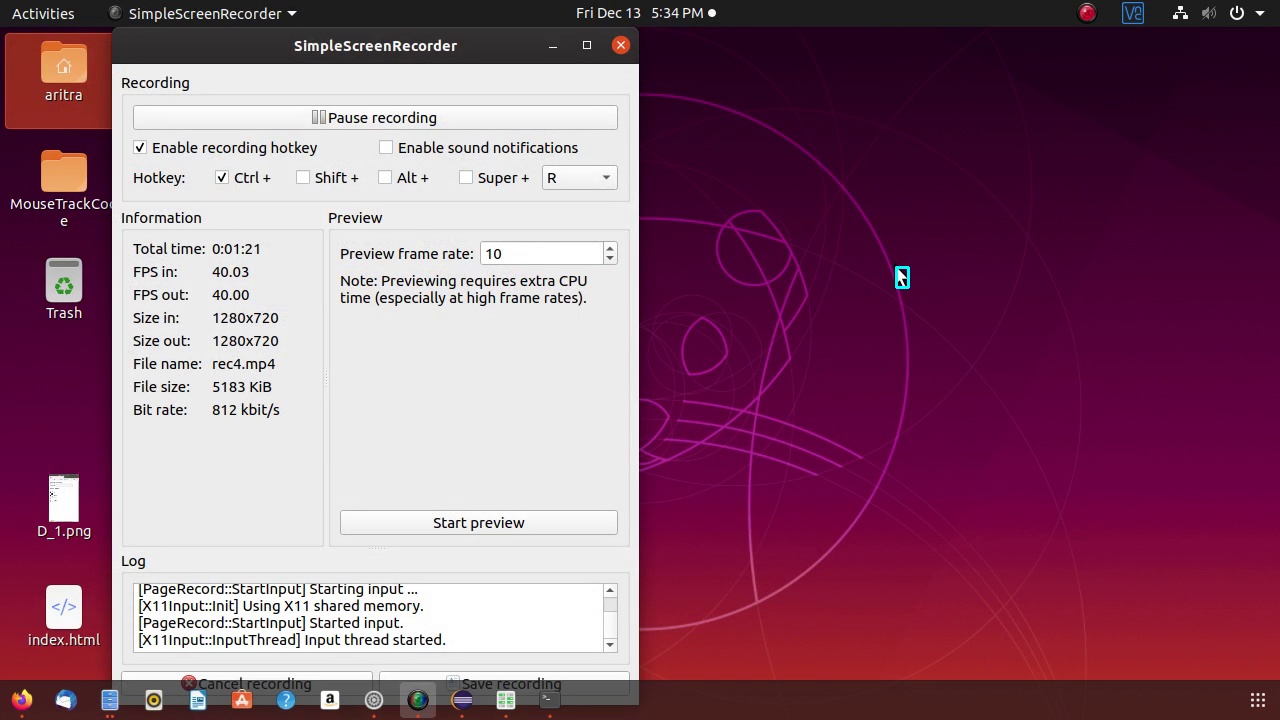 Activities
SimpleScreenRecorder
Fri Dec 13 5:34 PM
aritra
MouseTrackCod
e
Trash
D_1.png
index.html
SimpleScreenRecorder
Recording
Pause recording
Enable recording hotkey
Enable sound notifications
Hotkey: Ctrl + Shift + Alt + Super + R
Information
Total time: 0:01:21
FPS in: 40.03
FPS out: 40.00
Size in: 1280x720
Size out: 1280x720
File name: rec4.mp4
File size: 5183 KiB
Bit rate: 812 kbit/s
Preview
Preview frame rate: 10
Note: Previewing requires extra CPU
time (especially at high frame rates).
Start preview
Log
[PageRecord::StartInput] Starting input ...
[X11Input::Init] Using X11 shared memory.
[PageRecord::StartInput] Started input.
[X11Input::InputThread] Input thread started.
Cancel recording
Save recording